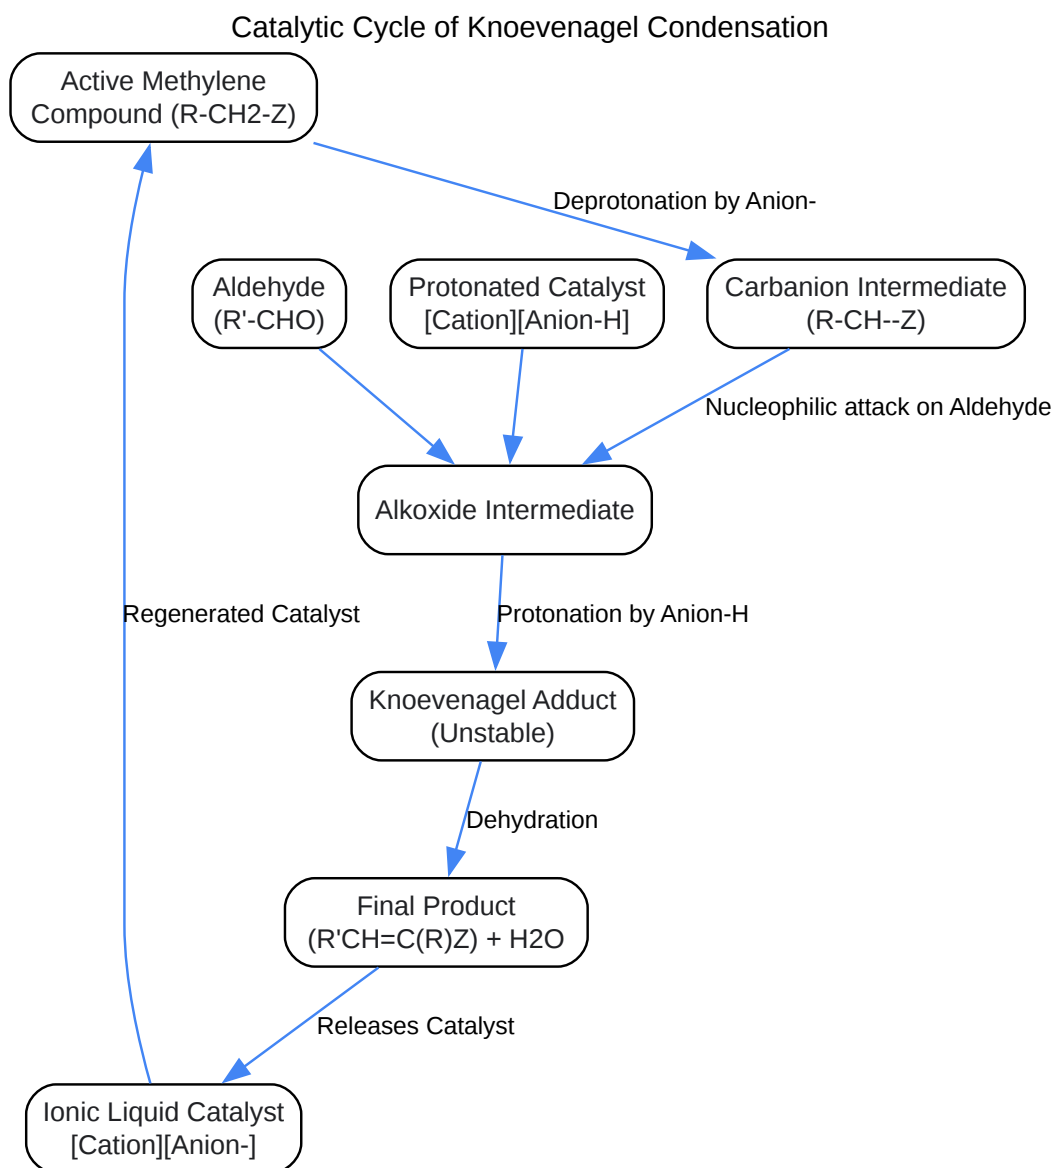 Catalytic Cycle of Knoevenagel Condensation
Active Methylene
Compound (R-CH2-Z)
Deprotonation by Anion-
Aldehyde
(R'-CHO)
Protonated Catalyst
[Cation][Anion-H]
Carbanion Intermediate
(R-CH--Z)
Nucleophilic attack on Aldehyde
Alkoxide Intermediate
Regenerated Catalyst
Protonation by Anion-H
Knoevenagel Adduct
(Unstable)
Dehydration
Final Product
(R'CH=C(R)Z) + H2O
Releases Catalyst
Ionic Liquid Catalyst
[Cation][Anion-]